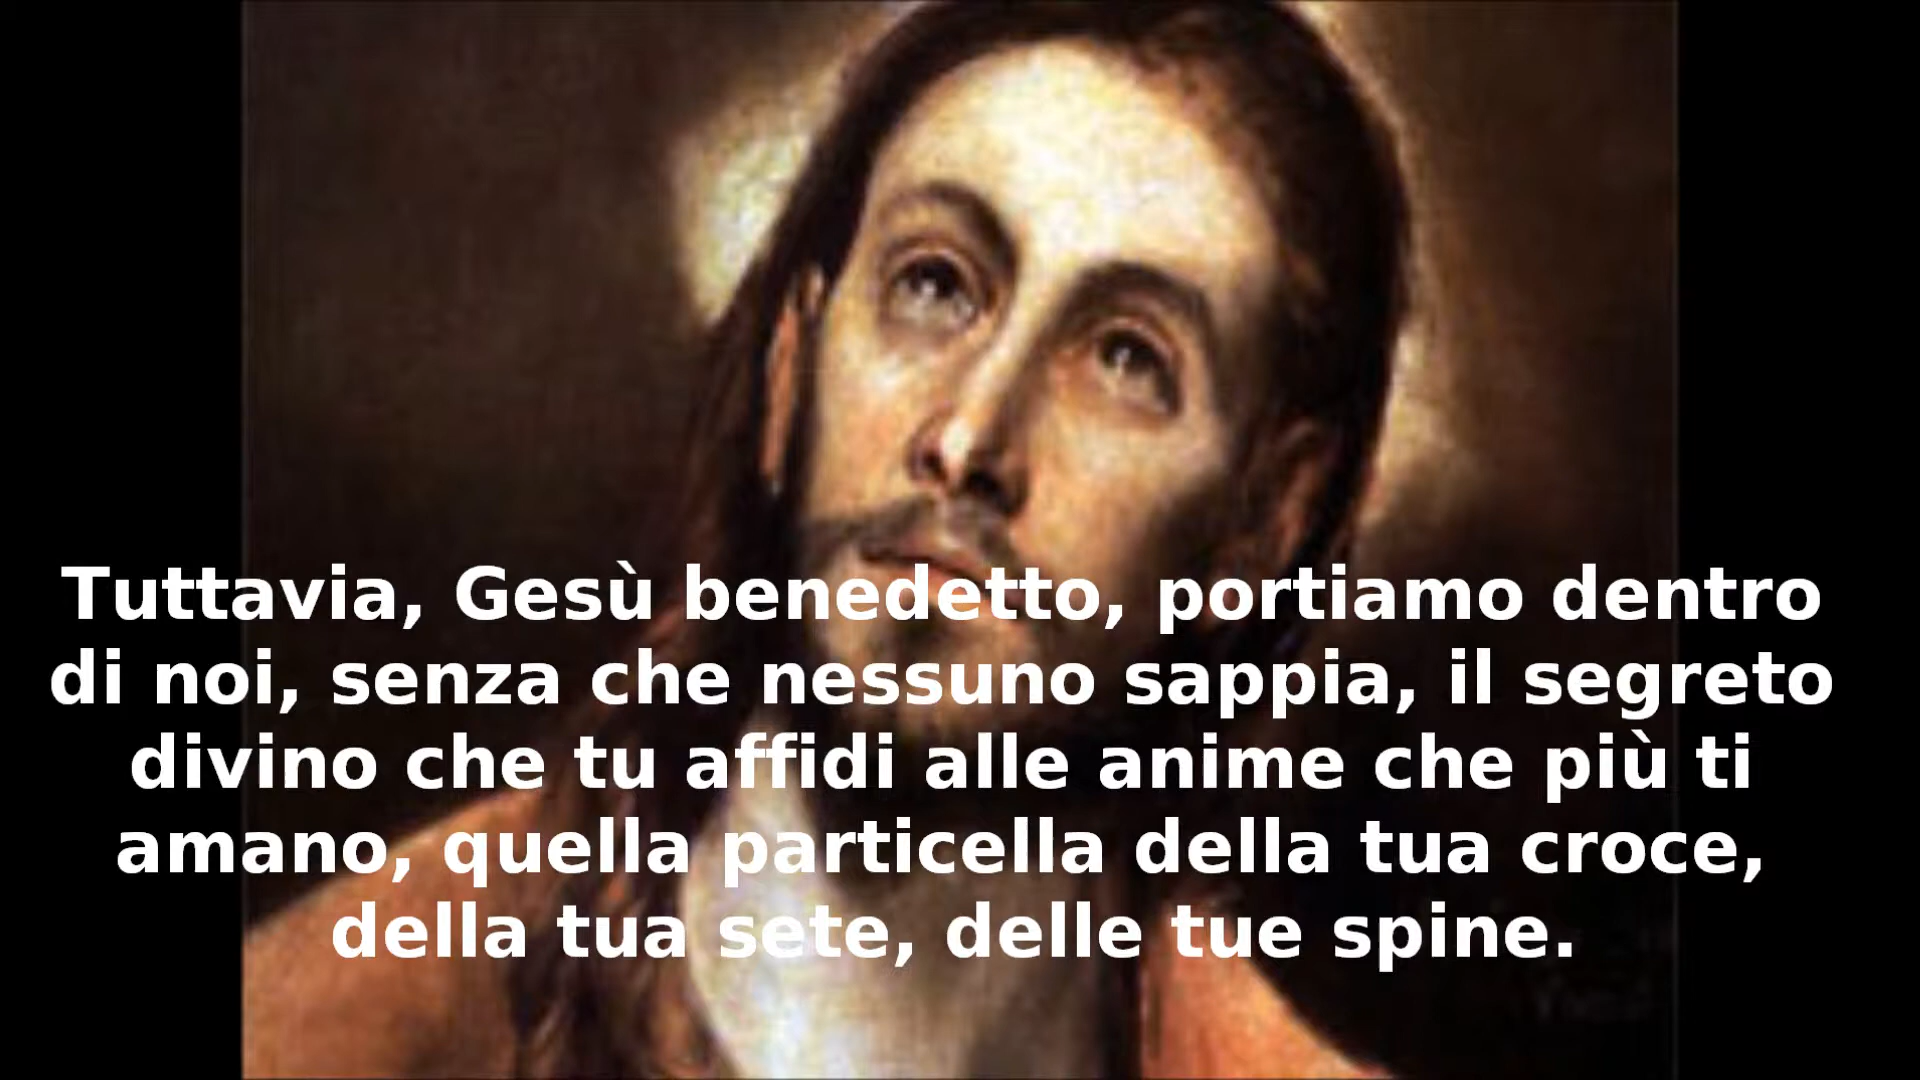 Tuttavia, Gesù benedetto, portiamo dentro
di noi, senza che nessuno sappia, il segreto
divino che tu affidi alle anime che più ti
amano, quella particella della tua croce,
della tua sete, delle tue spine.